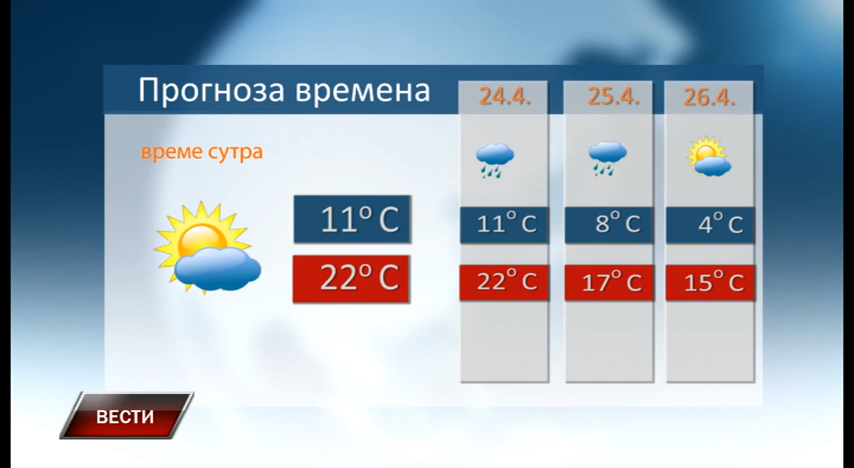 Прогноза времена
време сутра
11° C
22° C
24.4.
25.4.
26.4.
11° C
8° C
4° C
22° C
17° C
15° C
ВЕСТИ